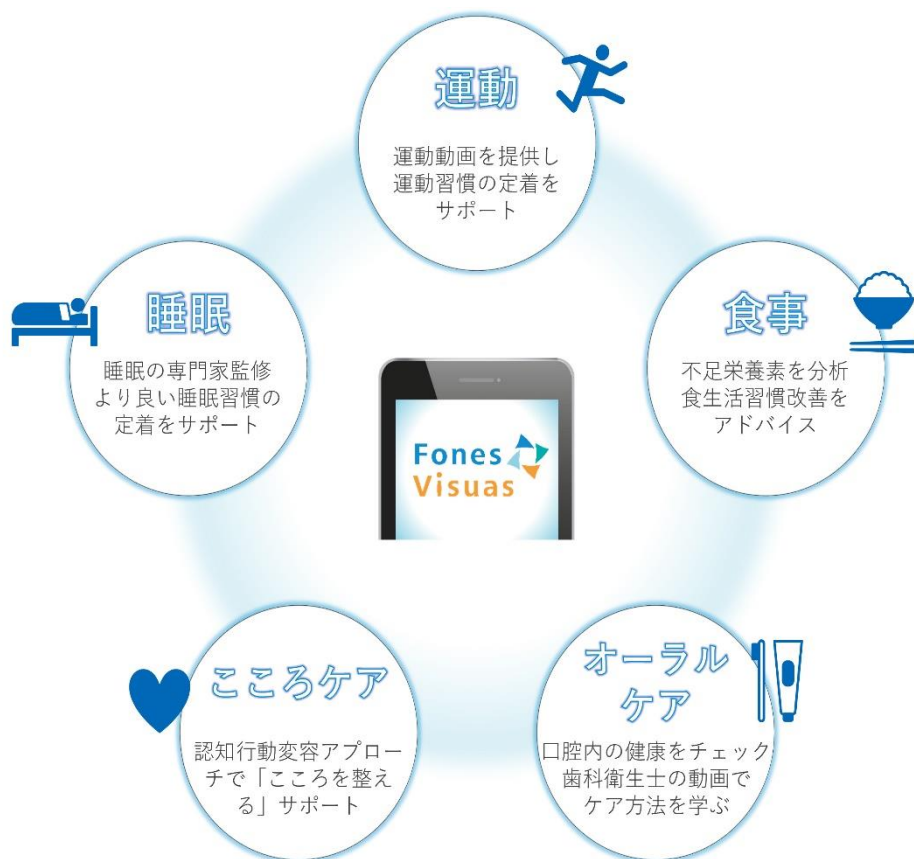 運動
運動動画を提供し
運動習慣の定着を
サポート
睡眠
睡眠の専門家監修
より良い睡眠習慣の
定着をサポート
食事
不足栄養素を分析
食生活習慣改善を
アドバイス
Fones
Visuas
こころケア
認知行動変容アプロー
チで「こころを整え
る」サポート
オーラル
ケア
口腔内の健康をチェック
歯科衛生士の動画で
ケア方法を学ぶ